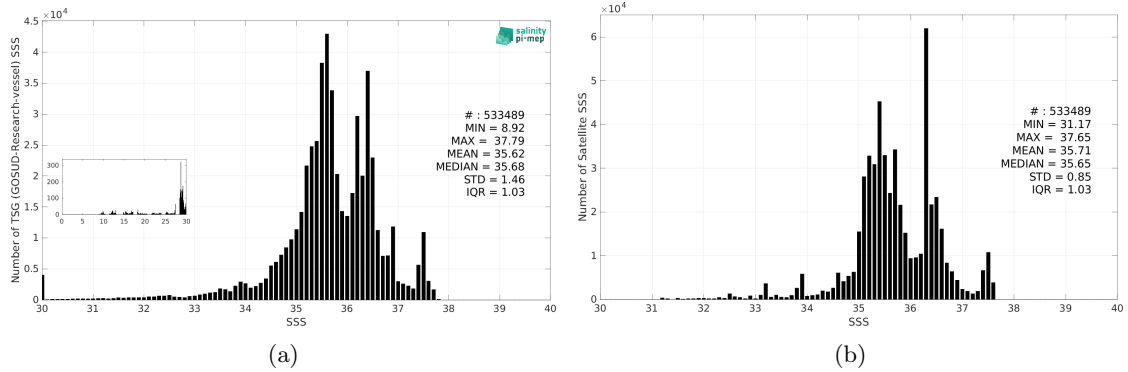 ×10⁴
4.5
4
3.5
3
2.5
2
1.5
1
0.5
0
Number of TSG (GOSUD-Research-vessel) SSS
salinity
pi-mep
# : 533489
MIN = 8.92
MAX = 37.79
MEAN = 35.62
MEDIAN = 35.68
STD = 1.46
IQR = 1.03
300
200
100
0
0 5 10 15 20 25 30
30 31 32 33 34 35 36 37 38 39 40
SSS
(a)
×10⁴
6
5
4
3
2
1
0
Number of Satellite SSS
# : 533489
MIN = 31.17
MAX = 37.65
MEAN = 35.71
MEDIAN = 35.65
STD = 0.85
IQR = 1.03
30 31 32 33 34 35 36 37 38 39 40
SSS
(b)